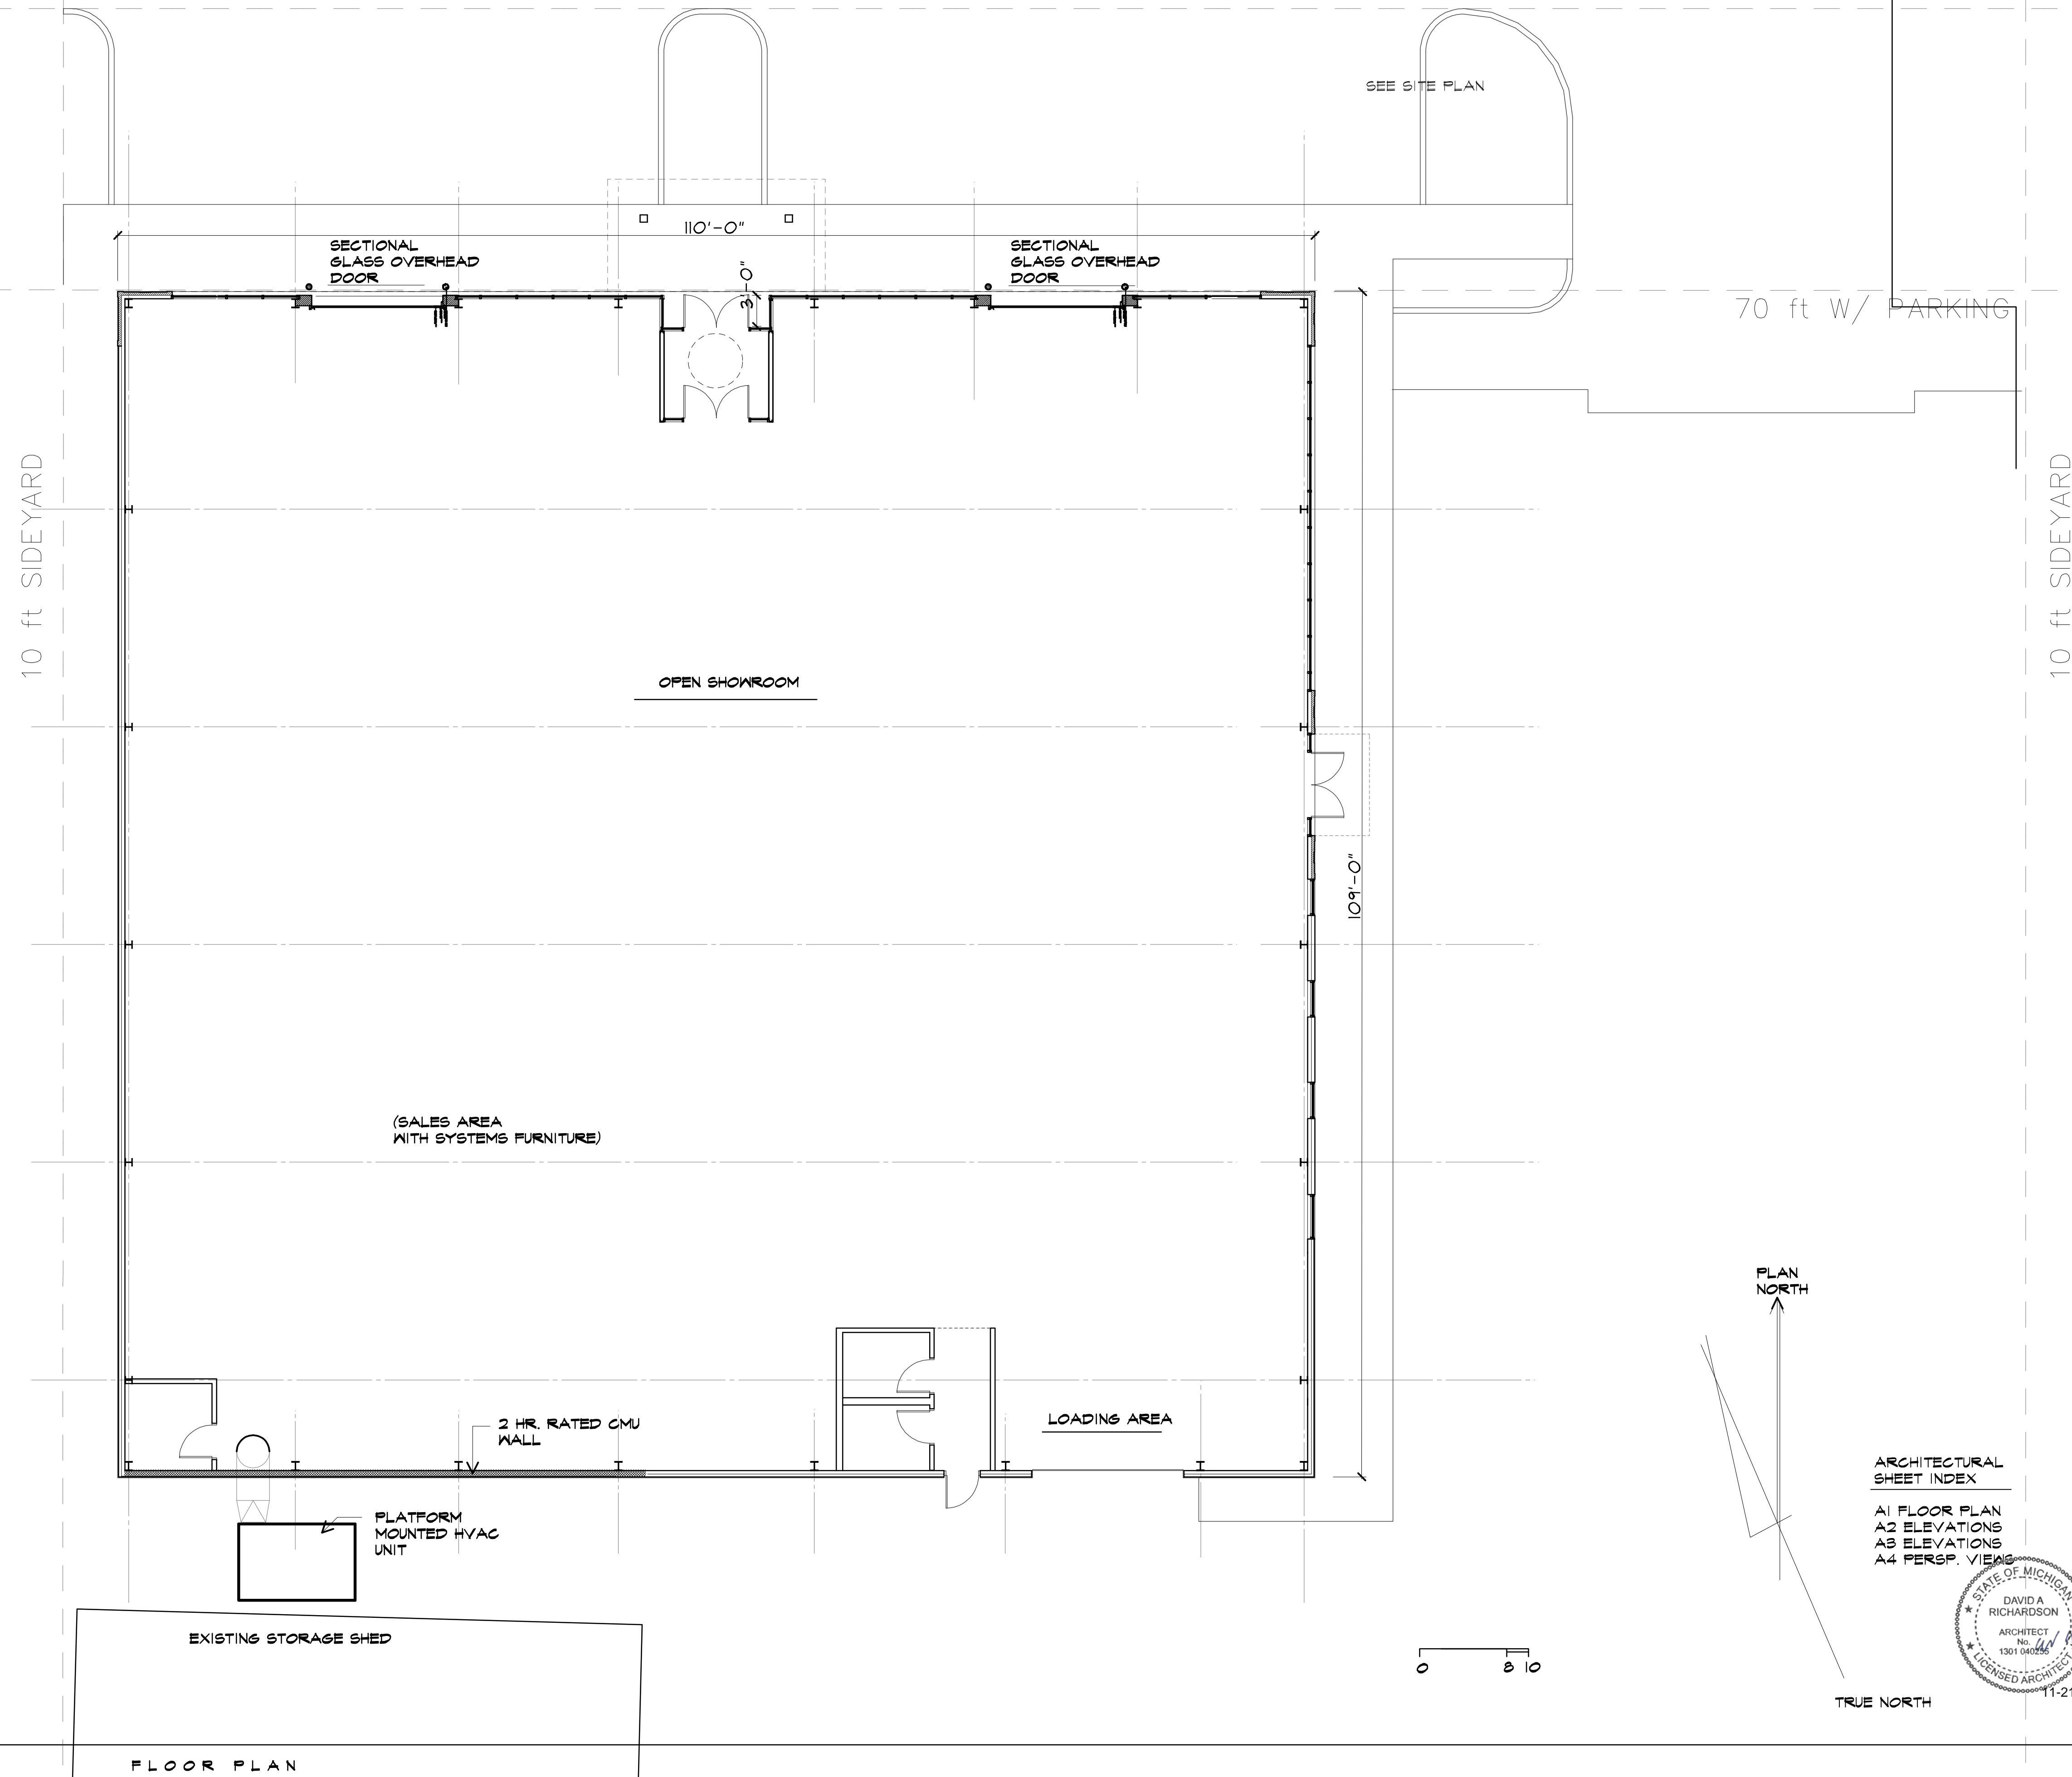 SEE SITE PLAN
110'-0"
SECTIONAL
GLASS OVERHEAD
DOOR
3'-0"
SECTIONAL
GLASS OVERHEAD
DOOR
70 ft W/ PARKING
10 ft SIDEYARD
10 ft SIDEYARD
OPEN SHOWROOM
109'-0"
(SALES AREA
WITH SYSTEMS FURNITURE)
PLAN
NORTH
2 HR. RATED CMU
WALL
LOADING AREA
ARCHITECTURAL
SHEET INDEX
A1 FLOOR PLAN
A2 ELEVATIONS
A3 ELEVATIONS
A4 PERSP. VIEWS
PLATFORM
MOUNTED HVAC
UNIT
STATE OF MICHIGAN
DAVID A
RICHARDSON
ARCHITECT
No.
1301 040255
LICENSED ARCHITECT
11-21
EXISTING STORAGE SHED
0 8 10
TRUE NORTH
FLOOR PLAN